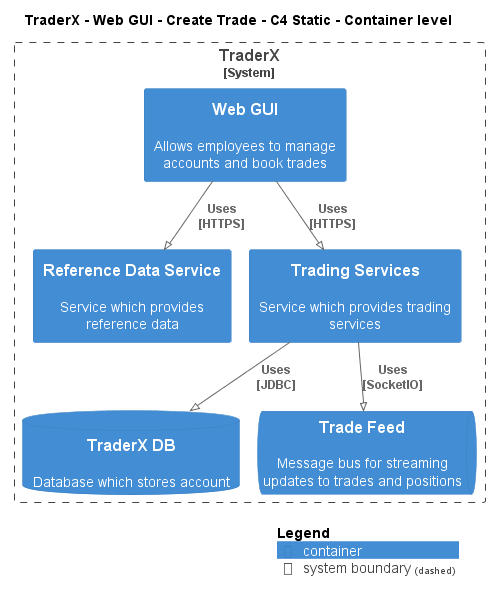 TraderX - Web GUI - Create Trade - C4 Static - Container level
TraderX
[System]
Web GUI
Allows employees to manage
accounts and book trades
Uses
[HTTPS]
Uses
[HTTPS]
Reference Data Service
Service which provides
reference data
Trading Services
Service which provides trading
services
Uses
[JDBC]
Uses
[SocketIO]
TraderX DB
Database which stores account
Trade Feed
Message bus for streaming
updates to trades and positions
Legend
container
system boundary (dashed)